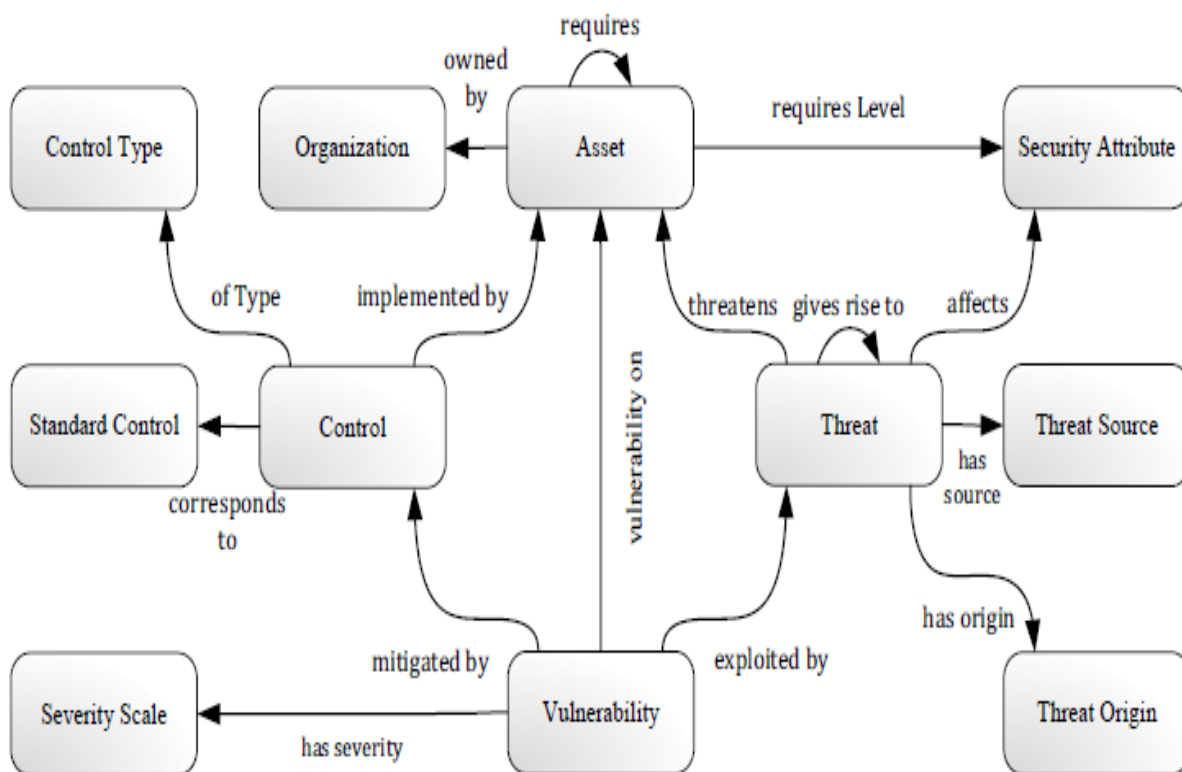 requires
owned
by
Control Type
Organization
Asset
requires Level
Security Attribute
of Type
implemented by
threatens
gives rise to
affects
Standard Control
Control
vulnerability on
Threat
Threat Source
has
source
corresponds
to
has origin
mitigated by
exploited by
Severity Scale
has severity
Vulnerability
Threat Origin